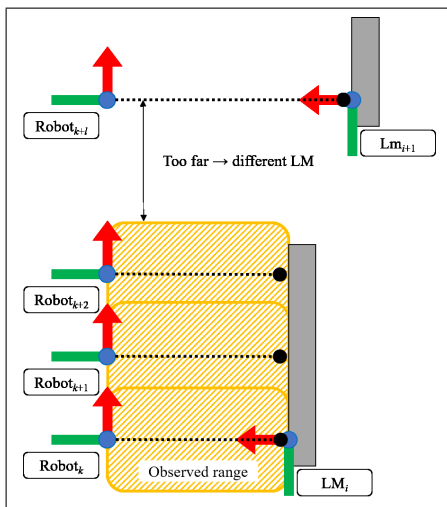 Robotₖ₊ₗ
Lmᵢ₊₁
Too far → different LM
Robotₖ₊₂
Robotₖ₊₁
Robotₖ
Observed range
LMᵢ